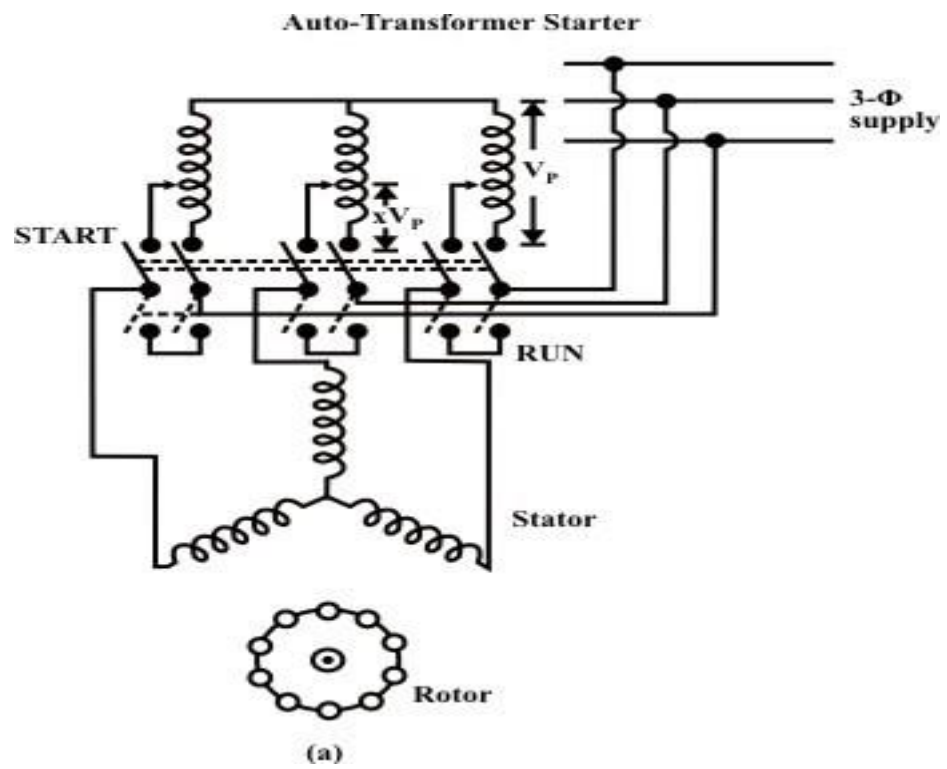 Auto-Transformer Starter
3-Φ
supply
V_P
xV_P
START
RUN
Stator
Rotor
(a)